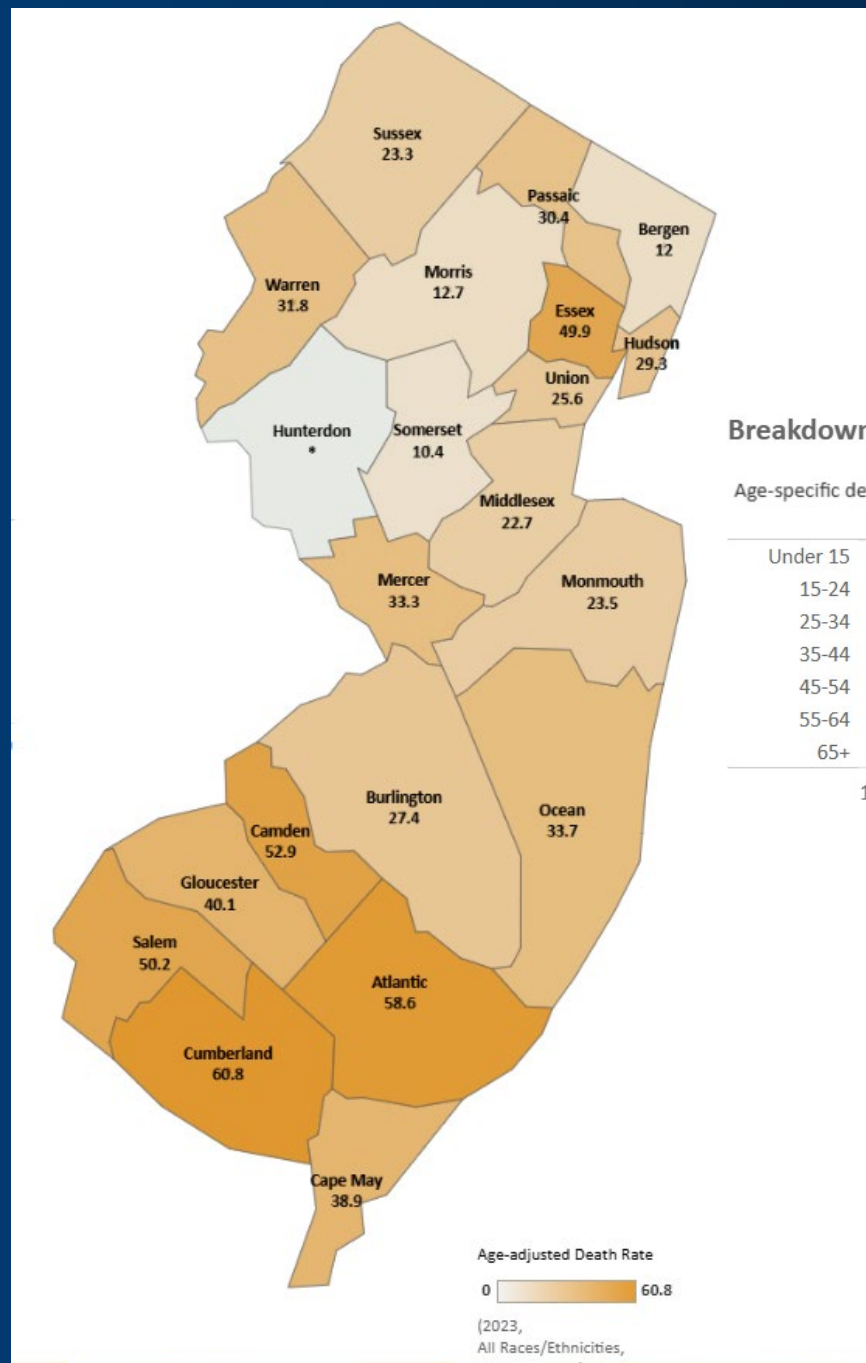 Sussex
23.3
Passaic
30.4
Bergen
12
Morris
12.7
Warren
31.8
Essex
49.9
Hudson
29.3
Union
25.6
Hunterdon
*
Somerset
10.4
Middlesex
22.7
Mercer
33.3
Monmouth
23.5
Burlington
27.4
Ocean
33.7
Camden
52.9
Gloucester
40.1
Salem
50.2
Atlantic
58.6
Cumberland
60.8
Cape May
38.9
Breakdown
Age-specific de
Under 15
15-24
25-34
35-44
45-54
55-64
65+
1
Age-adjusted Death Rate
0 60.8
(2023,
All Races/Ethnicities,